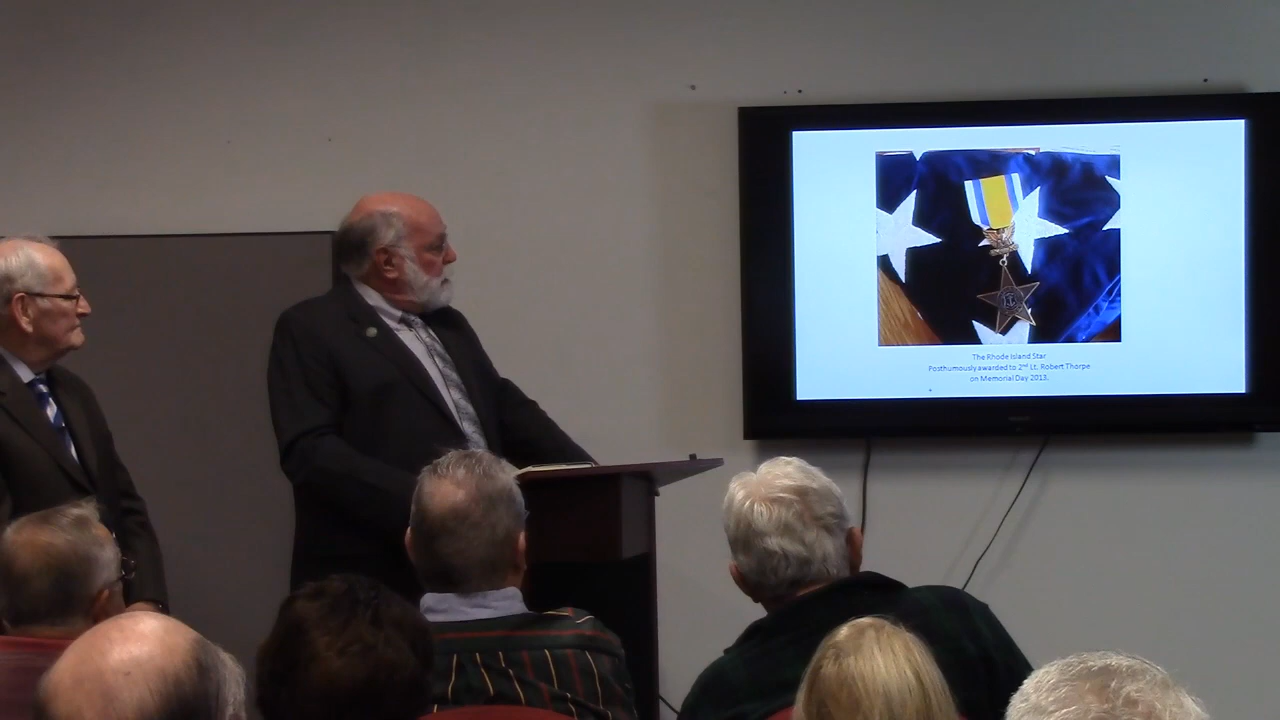 The Rhode Island Star
Posthumously awarded to 2nd Lt. Robert Thorpe
on Memorial Day 2013.